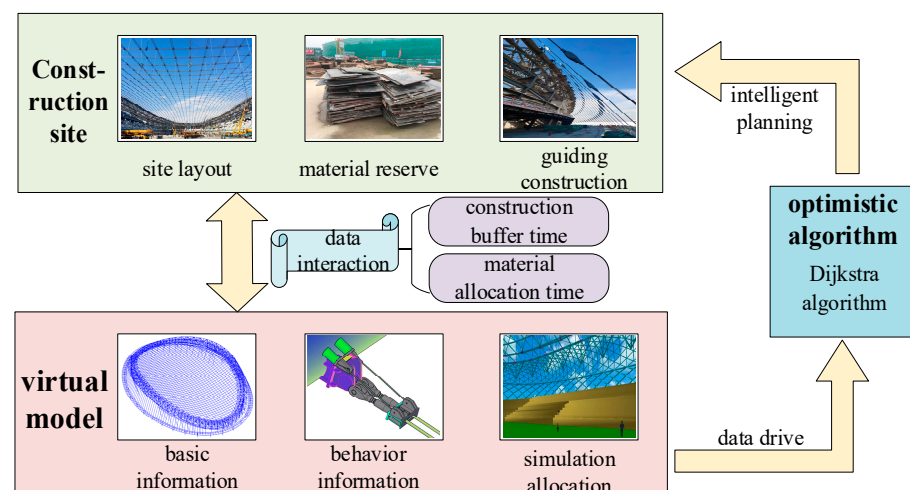 Const-
ruction
site
site layout
material reserve
guiding
construction
intelligent
planning
data
interaction
construction
buffer time
material
allocation time
optimistic
algorithm
Dijkstra
algorithm
virtual
model
basic
information
behavior
information
simulation
allocation
data drive